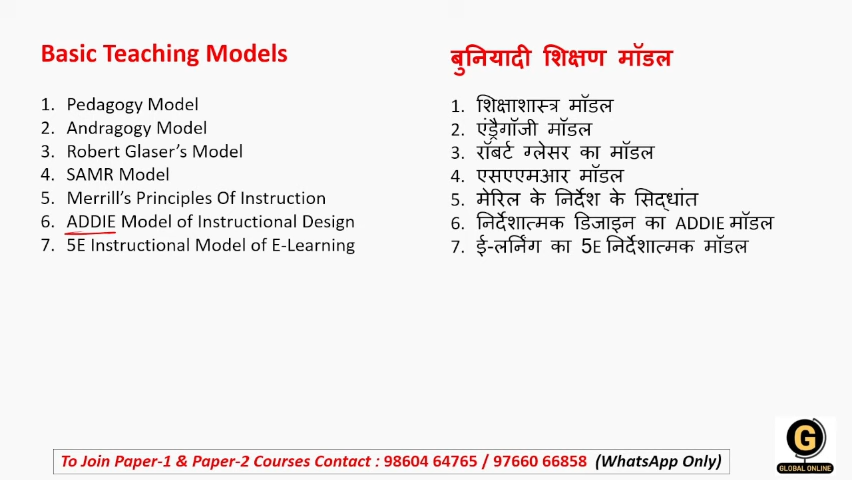 Basic Teaching Models
1. Pedagogy Model
2. Andragogy Model
3. Robert Glaser's Model
4. SAMR Model
5. Merrill's Principles Of Instruction
6. ADDIE Model of Instructional Design
7. 5E Instructional Model of E-Learning
बुनियादी शिक्षण मॉडल
1. शिक्षाशास्त्र मॉडल
2. एंड्रैगॉजी मॉडल
3. रॉबर्ट ग्लेसर का मॉडल
4. एसएएमआर मॉडल
5. मेरिल के निर्देश के सिद्धांत
6. निर्देशात्मक डिजाइन का ADDIE मॉडल
7. ई-लर्निंग का 5E निर्देशात्मक मॉडल
G
GLOBAL ONLINE
To Join Paper-1 & Paper-2 Courses Contact : 98604 64765 / 97660 66858 (WhatsApp Only)